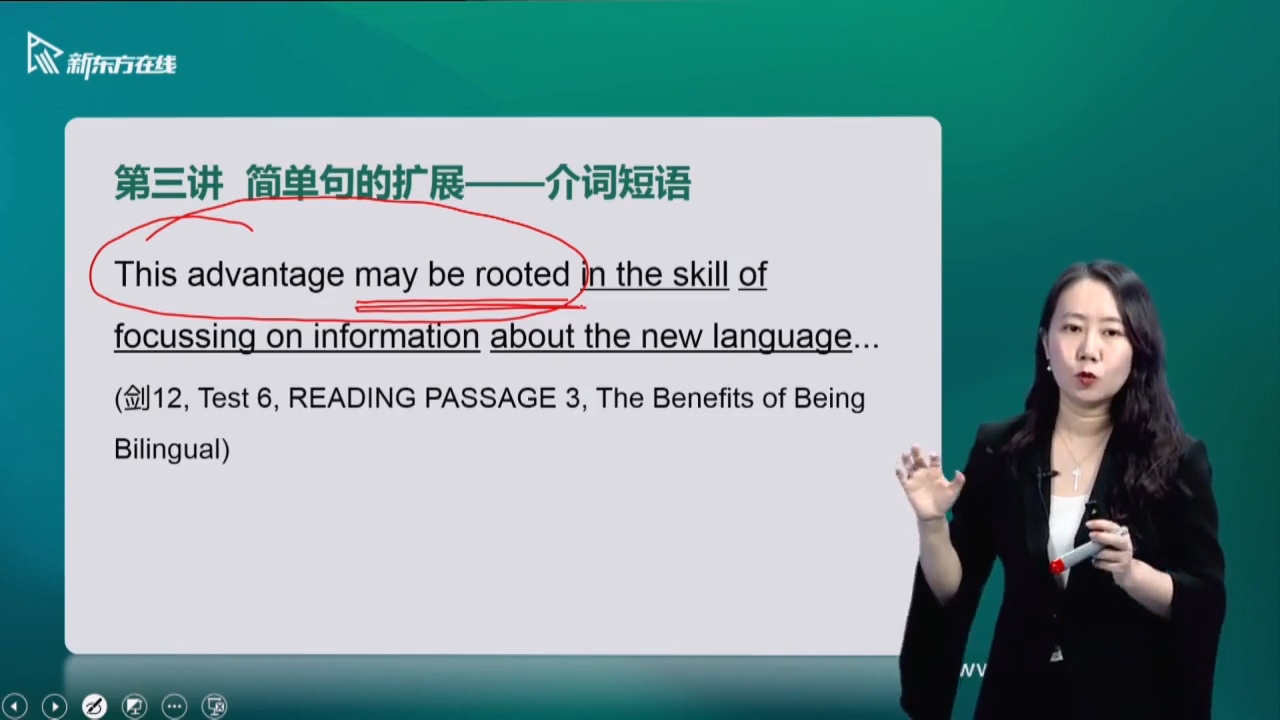 新东方在线
第三讲 简单句的扩展——介词短语
This advantage may be rooted in the skill of
focussing on information about the new language...
(剑12, Test 6, READING PASSAGE 3, The Benefits of Being
Bilingual)